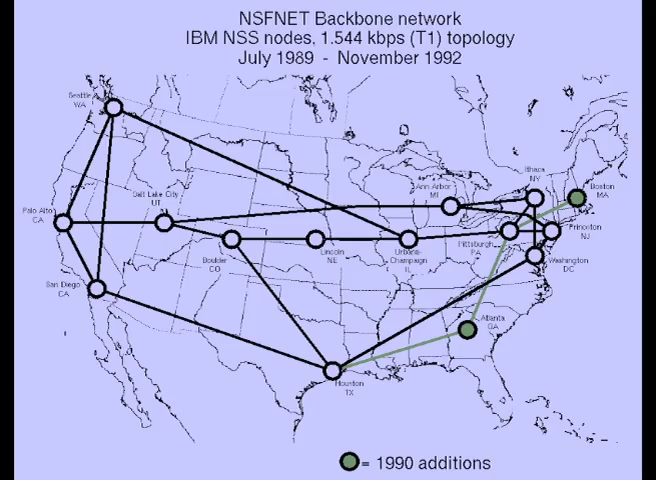 NSFNET Backbone network
IBM NSS nodes, 1.544 kbps (T1) topology
July 1989 - November 1992
Seattle
WA
Palo Alto
CA
San Diego
CA
Salt Lake City
UT
Boulder
CO
Lincoln
NE
Urbana-
Champaign
IL
Ann Arbor
MI
Ithaca
NY
Boston
MA
Pittsburgh
PA
Princeton
NJ
Washington
DC
Atlanta
GA
Houston
TX
= 1990 additions